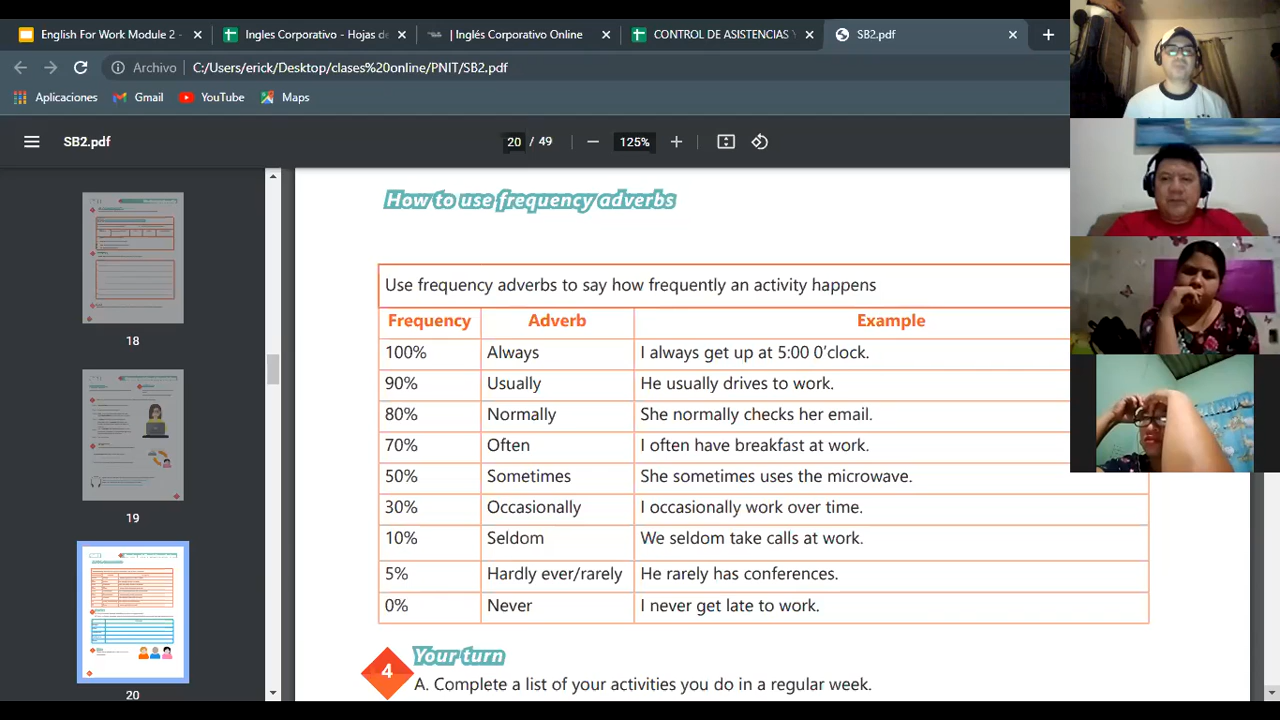 English For Work Module 2 -
Ingles Corporativo - Hojas de
| Inglés Corporativo Online
CONTROL DE ASISTENCIAS Y
SB2.pdf
Archivo | C:/Users/erick/Desktop/clases%20online/PNIT/SB2.pdf
Aplicaciones Gmail YouTube Maps
SB2.pdf 20 / 49 125%
18
19
20
How to use frequency adverbs
Use frequency adverbs to say how frequently an activity happens
Frequency Adverb Example
100% Always I always get up at 5:00 0'clock.
90% Usually He usually drives to work.
80% Normally She normally checks her email.
70% Often I often have breakfast at work.
50% Sometimes She sometimes uses the microwave.
30% Occasionally I occasionally work over time.
10% Seldom We seldom take calls at work.
5% Hardly ever/rarely He rarely has conferences.
0% Never I never get late to work.
4 Your turn
A. Complete a list of your activities you do in a regular week.